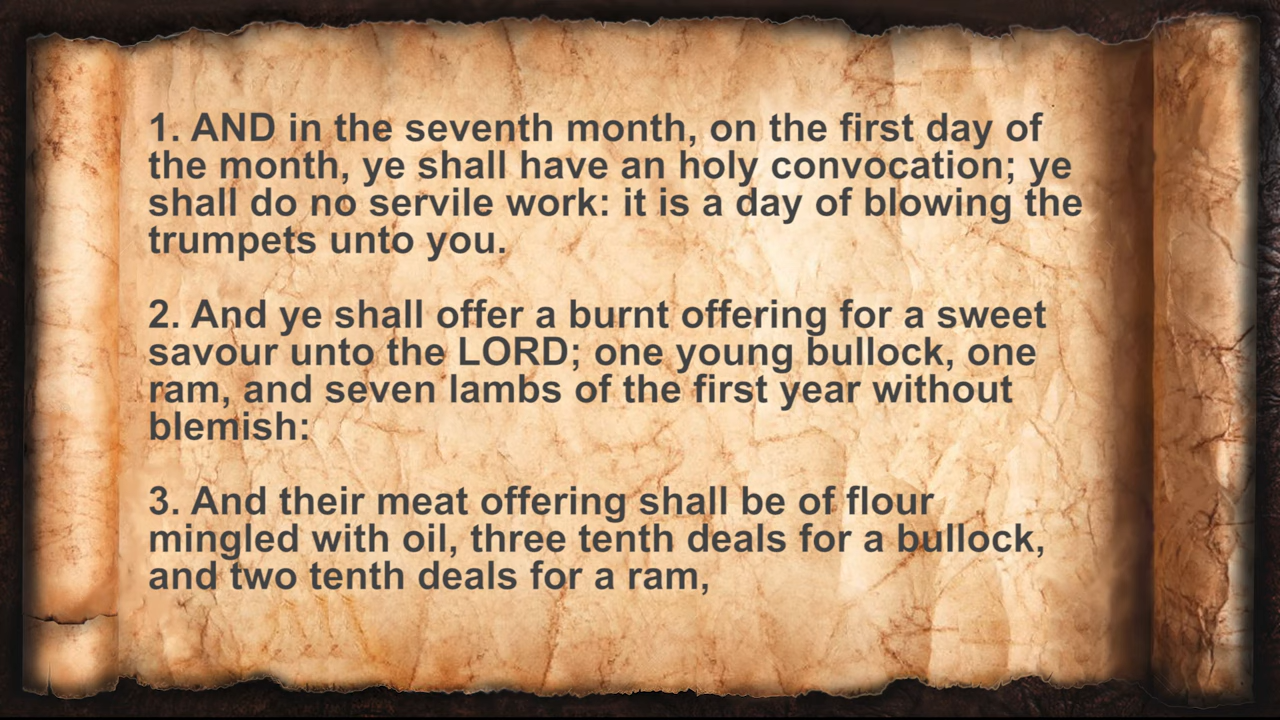 1. AND in the seventh month, on the first day of
the month, ye shall have an holy convocation; ye
shall do no servile work: it is a day of blowing the
trumpets unto you.
2. And ye shall offer a burnt offering for a sweet
savour unto the LORD; one young bullock, one
ram, and seven lambs of the first year without
blemish:
3. And their meat offering shall be of flour
mingled with oil, three tenth deals for a bullock,
and two tenth deals for a ram,